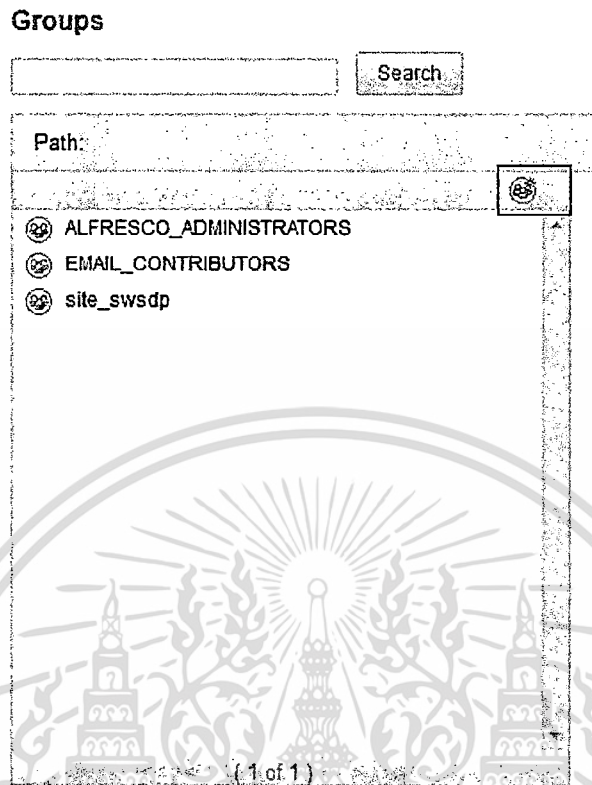 Groups
Search
Path:
ALFRESCO_ADMINISTRATORS
EMAIL_CONTRIBUTORS
site_swsdp
( 1 of 1 )